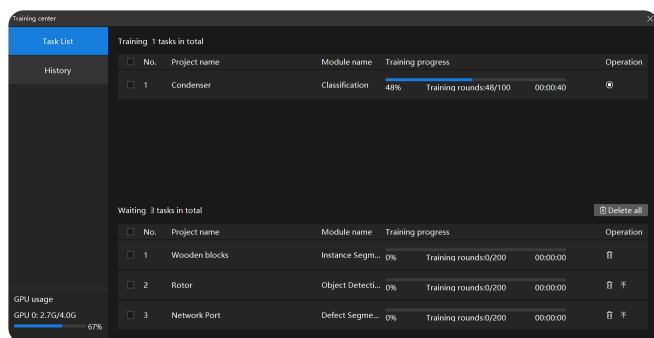 Training center
Task List
History
Training 1 tasks in total
No. Project name Module name Training progress Operation
1 Condenser Classification 48% Training rounds:48/100 00:00:40
Waiting 3 tasks in total Delete all
No. Project name Module name Training progress Operation
1 Wooden blocks Instance Segm... 0% Training rounds:0/200 00:00:00
2 Rotor Object Detecti... 0% Training rounds:0/200 00:00:00
3 Network Port Defect Segme... 0% Training rounds:0/200 00:00:00
GPU usage
GPU 0: 2.7G/4.0G
67%